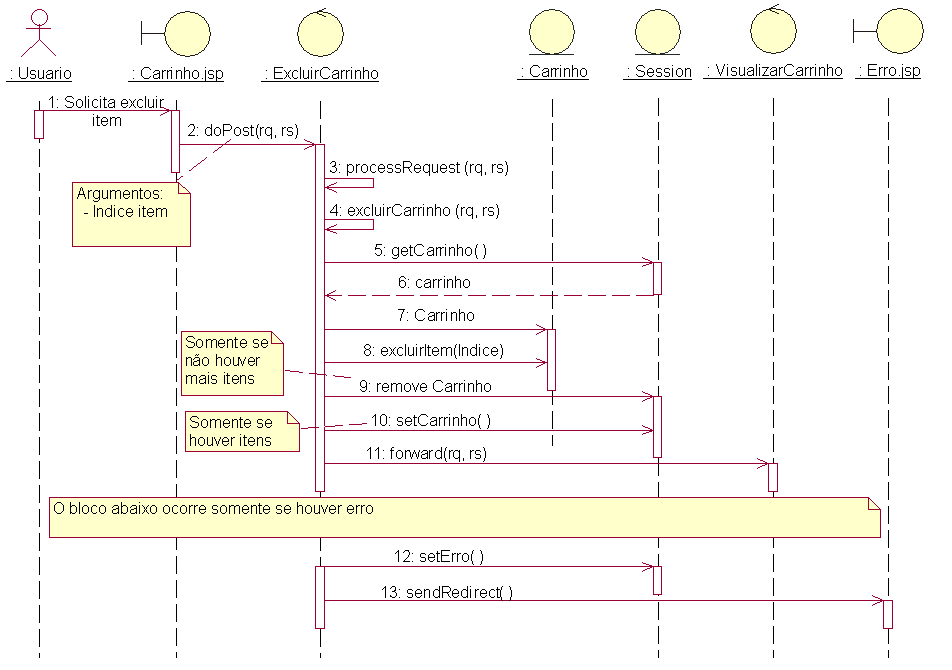 : Usuario
: Carrinho.jsp
: ExcluirCarrinho
: Carrinho
: Session
: VisualizarCarrinho
: Erro.jsp
1: Solicita excluir
item
2: doPost(rq, rs)
3: processRequest (rq, rs)
Argumentos:
- Indice item
4: excluirCarrinho (rq, rs)
5: getCarrinho( )
6: carrinho
7: Carrinho
Somente se
não houver
mais itens
8: excluirItem(Indice)
9: remove Carrinho
Somente se
houver itens
10: setCarrinho( )
11: forward(rq, rs)
O bloco abaixo ocorre somente se houver erro
12: setErro( )
13: sendRedirect( )